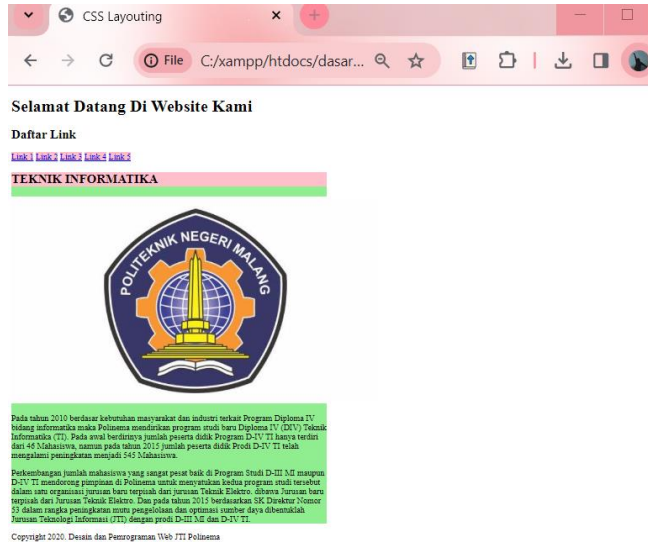 CSS Layouting
File C:/xampp/htdocs/dasar...
Selamat Datang Di Website Kami
Daftar Link
Link 1 Link 2 Link 3 Link 4 Link 5
TEKNIK INFORMATIKA
POLITEKNIK NEGERI MALANG
Pada tahun 2010 berdasar kebutuhan masyarakat dan industri terkait Program Diploma IV
bidang informatika maka Polinema mendirikan program studi baru Diploma IV (DIV) Teknik
Informatika (TI). Pada awal berdirinya jumlah peserta didik Program D-IV TI hanya terdiri
dari 46 Mahasiswa, namun pada tahun 2015 jumlah peserta didik Prodi D-IV TI telah
mengalami peningkatan menjadi 545 Mahasiswa.
Perkembangan jumlah mahasiswa yang sangat pesat baik di Program Studi D-III MI maupun
D-IV TI mendorong pimpinan di Polinema untuk menyatukan kedua program studi tersebut
dalam satu organisasi jurusan baru terpisah dari jurusan Teknik Elektro. dibawa Jurusan baru
terpisah dari Jurusan Teknik Elektro. Dan pada tahun 2015 berdasarkan SK Direktur Nomor
53 dalam rangka peningkatan mutu pengelolaan dan optimasi sumber daya dibentuklah
Jurusan Teknologi Informasi (JTI) dengan prodi D-III MI dan D-IV TI.
Copyright 2020, Desain dan Pemrograman Web JTI Polinema